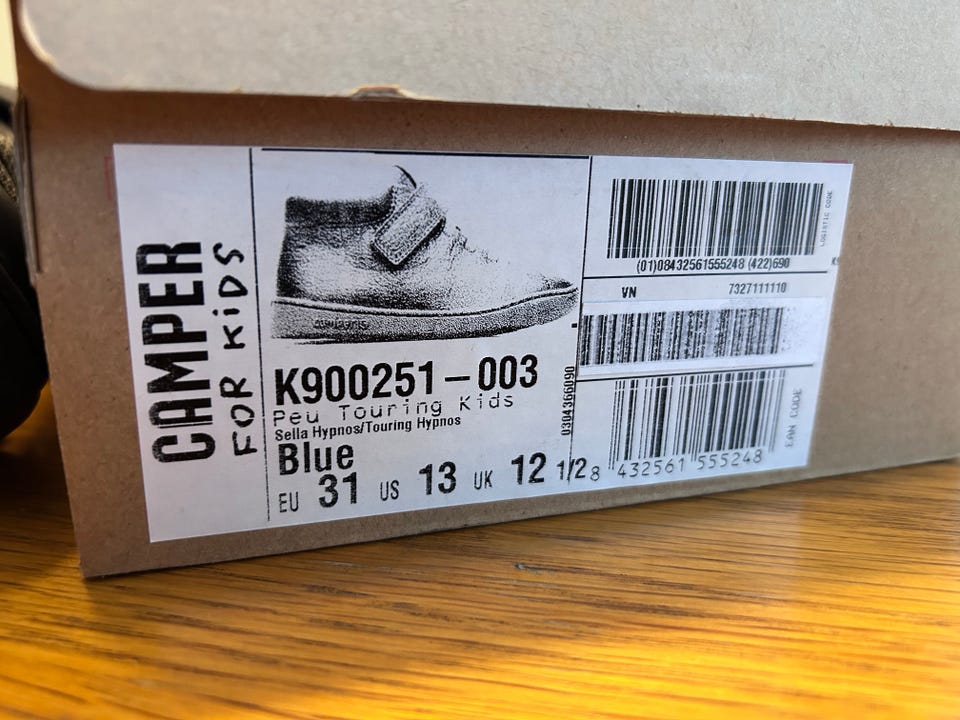 CAMPER
FOR KiDS
K900251-003
Peu Touring Kids
Sella Hypnos/Touring Hypnos
Blue
EU 31 US 13 UK 12 1/2
0304366090
(01)08432561555248 (422)690
LOGISTIC CODE
VN 7327111110
8 432561 555248
EAN CODE